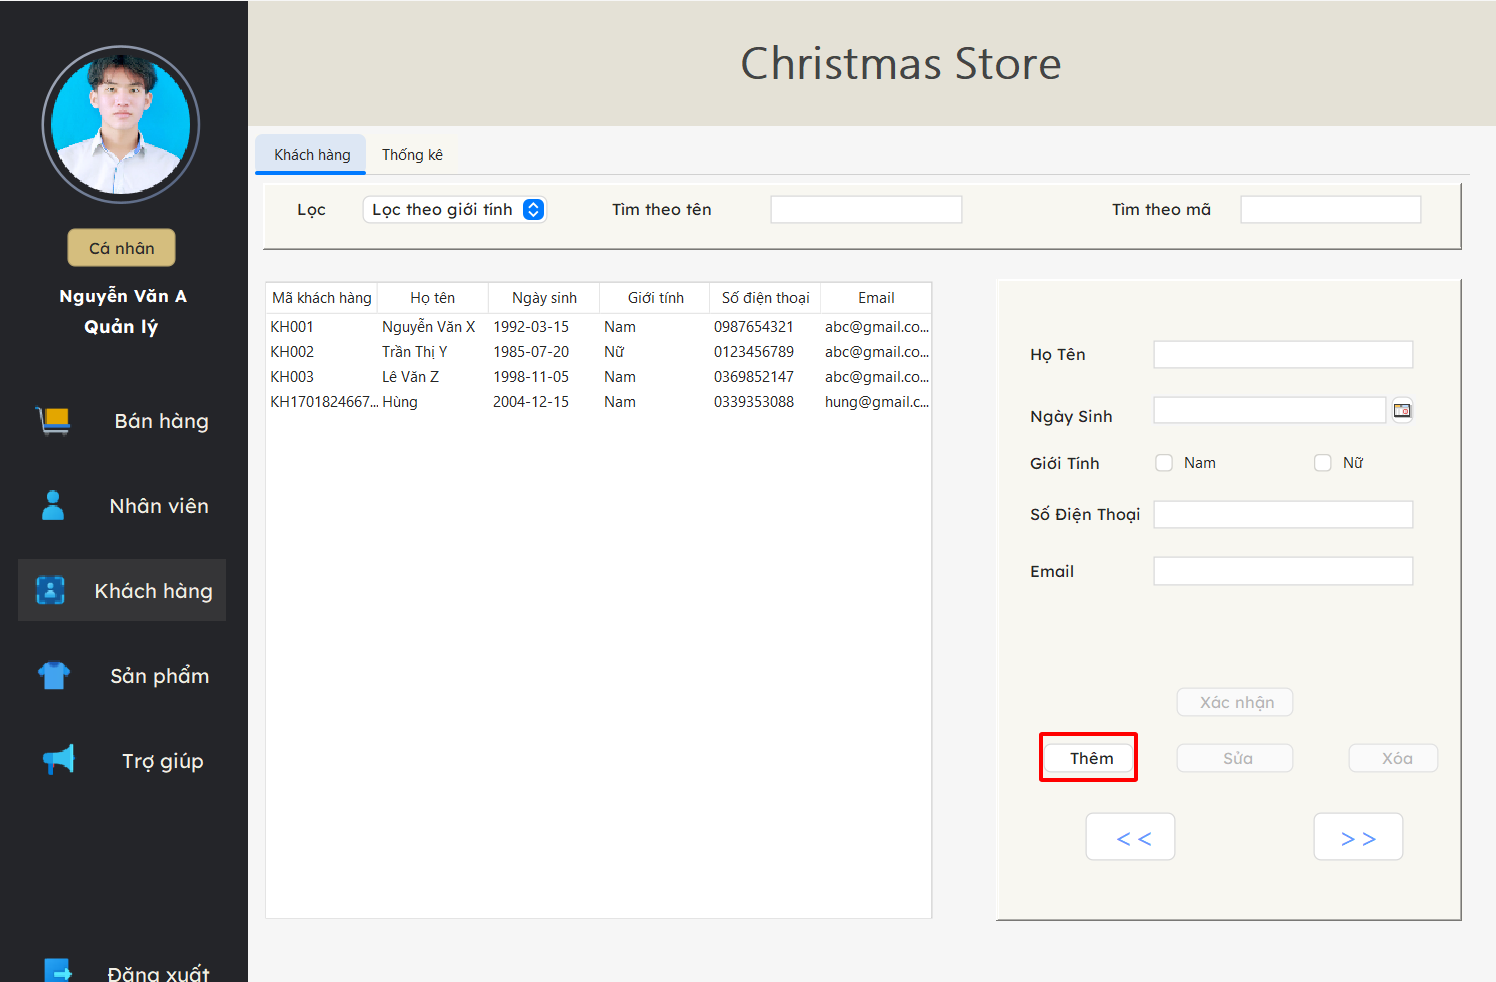 Christmas Store
Cá nhân
Nguyễn Văn A
Quản lý
Bán hàng
Nhân viên
Khách hàng
Sản phẩm
Trợ giúp
Đăng xuất
Khách hàng Thống kê
Lọc Lọc theo giới tính Tìm theo tên Tìm theo mã
Mã khách hàng Họ tên Ngày sinh Giới tính Số điện thoại Email
KH001 Nguyễn Văn X 1992-03-15 Nam 0987654321 abc@gmail.co...
KH002 Trần Thị Y 1985-07-20 Nữ 0123456789 abc@gmail.co...
KH003 Lê Văn Z 1998-11-05 Nam 0369852147 abc@gmail.co...
KH1701824667... Hùng 2004-12-15 Nam 0339353088 hung@gmail.c...
Họ Tên
Ngày Sinh
Giới Tính Nam Nữ
Số Điện Thoại
Email
Xác nhận
Thêm Sửa Xóa
<< >>